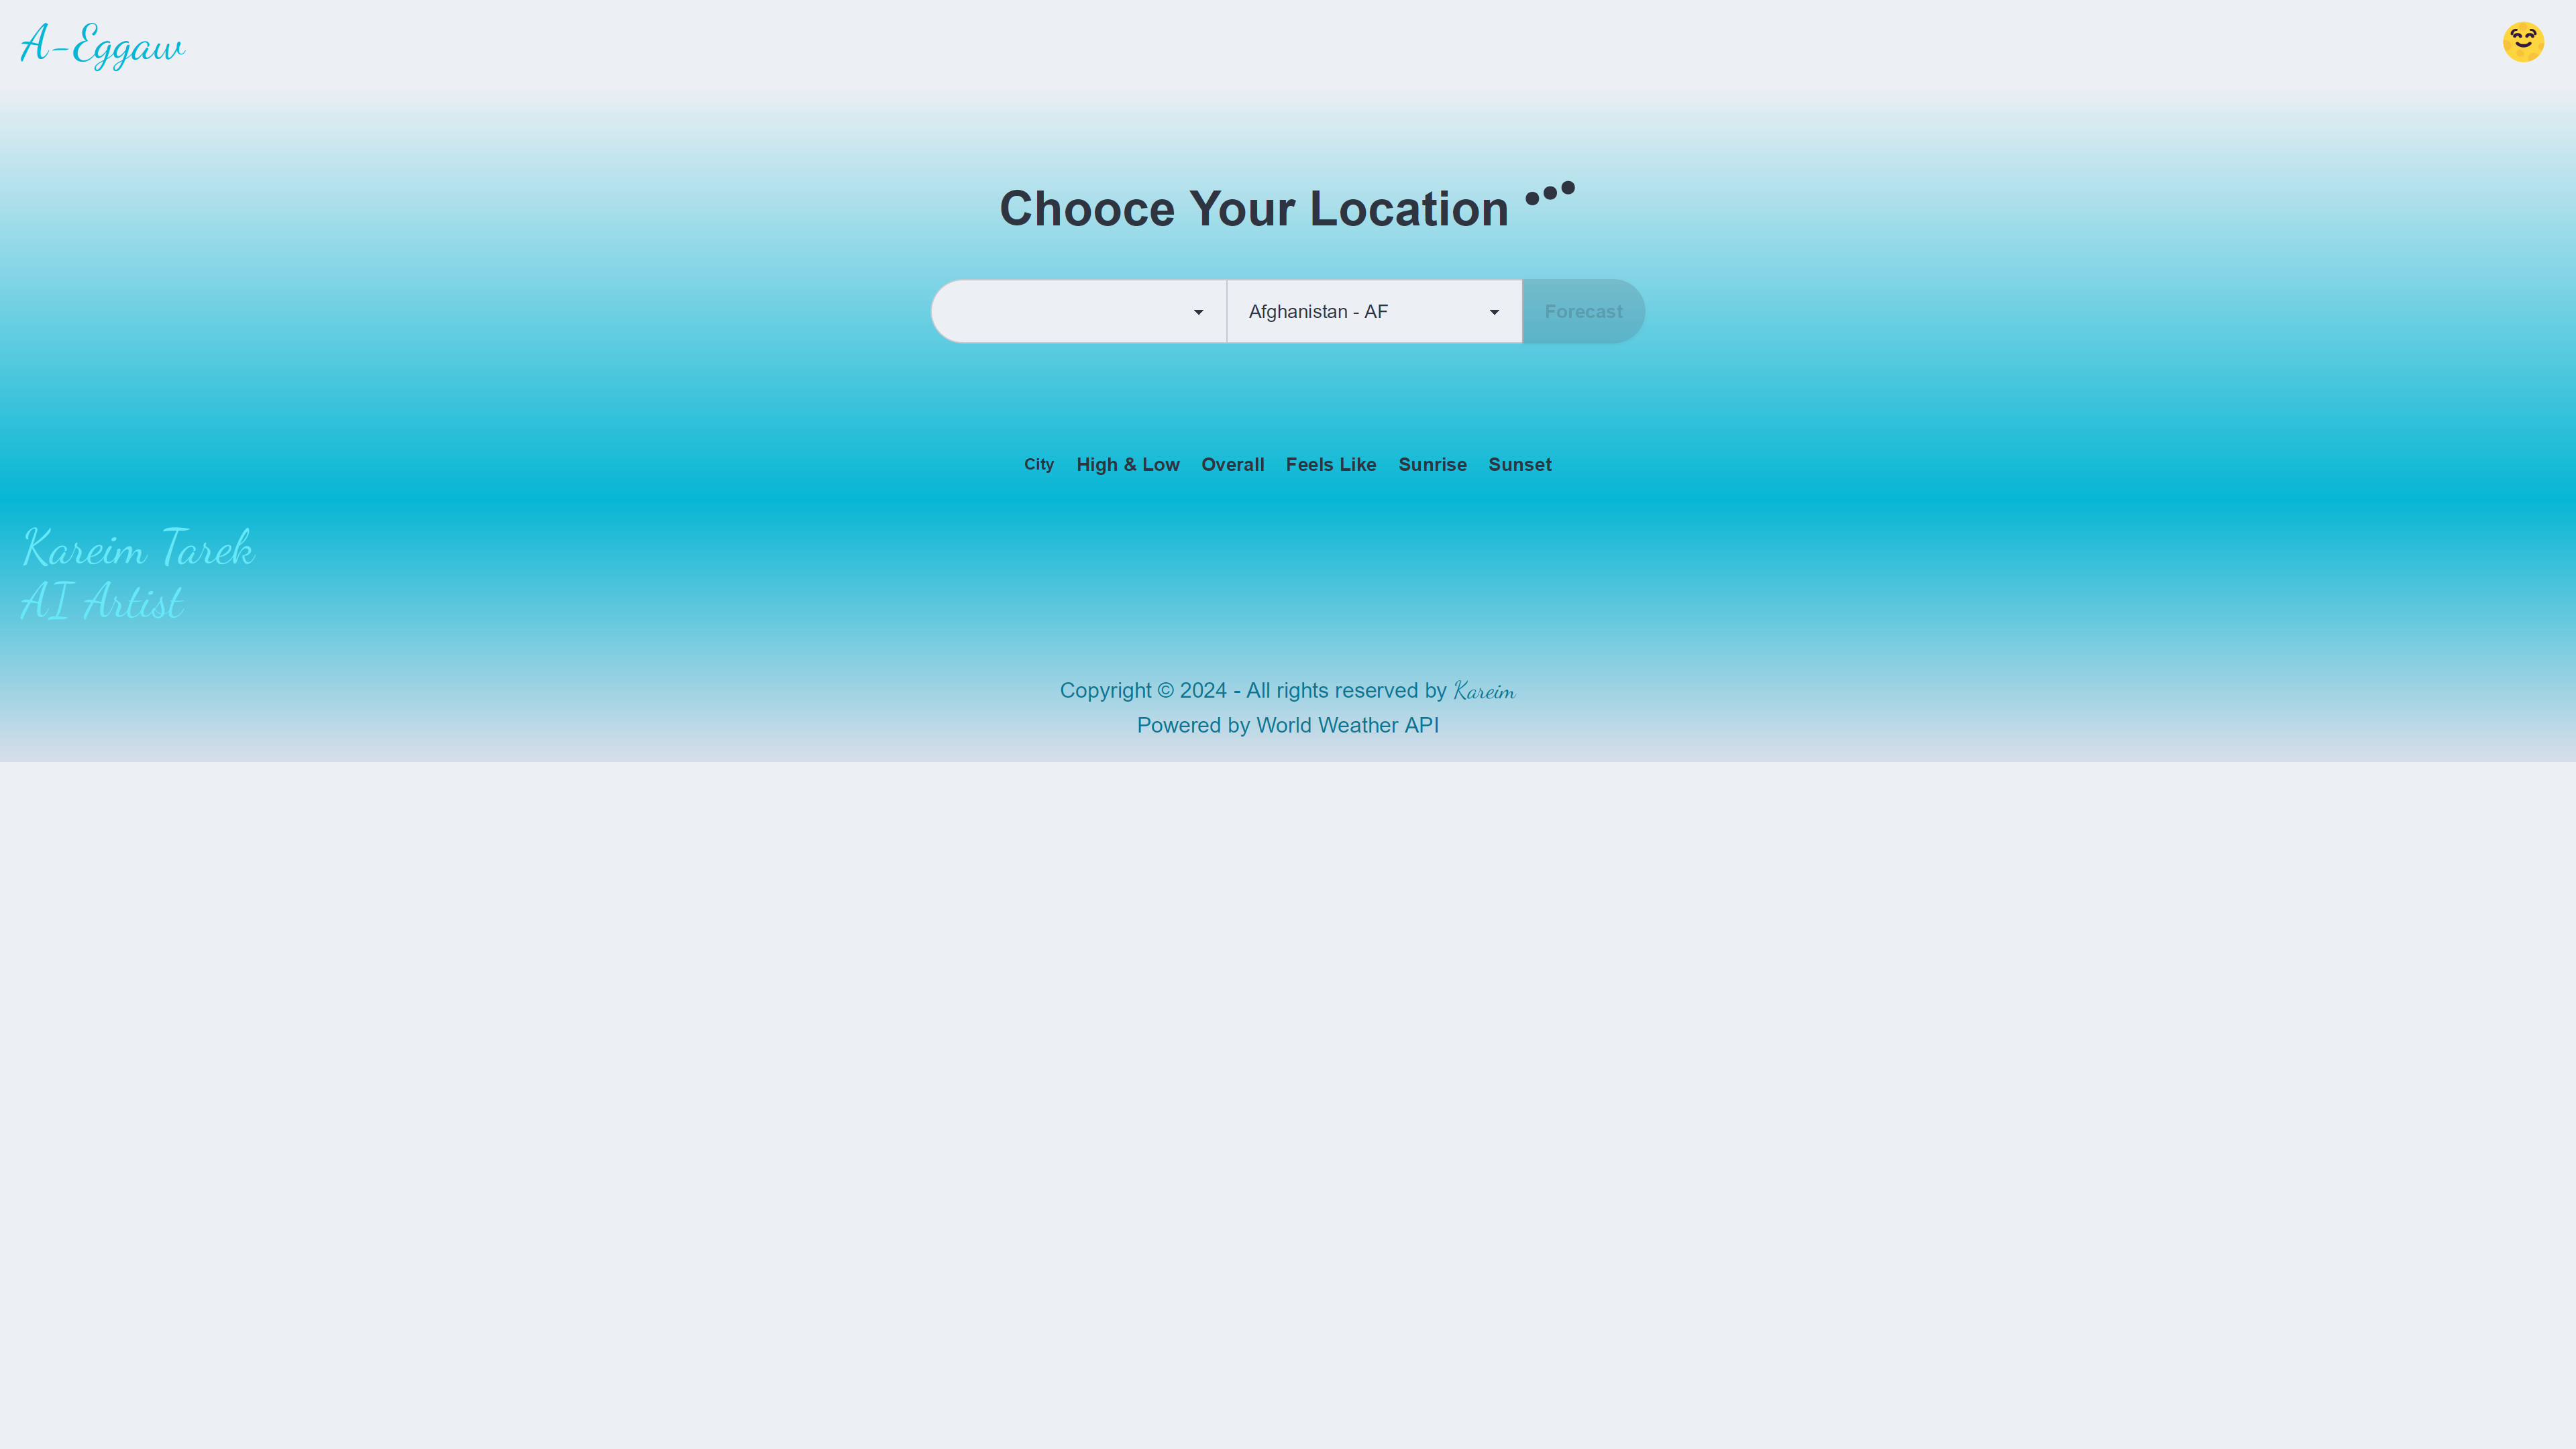 A-Eggaw
Chooce Your Location
Afghanistan - AF
Forecast
City High & Low Overall Feels Like Sunrise Sunset
Kareim Tarek
AI Artist
Copyright © 2024 - All rights reserved by Kareim
Powered by World Weather API